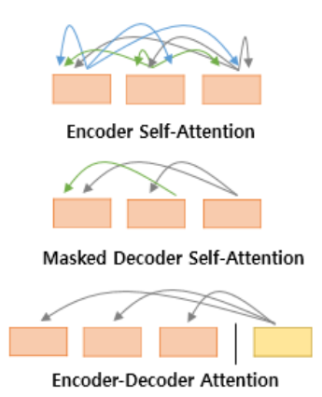 Encoder Self-Attention
Masked Decoder Self-Attention
Encoder-Decoder Attention